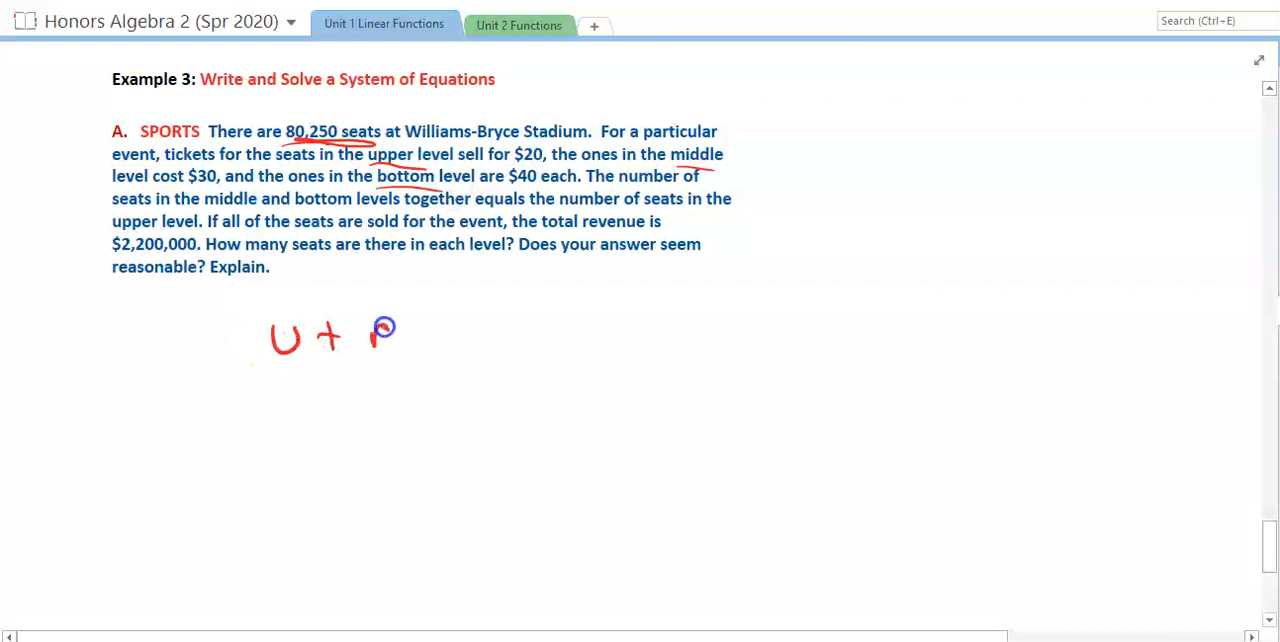 Honors Algebra 2 (Spr 2020) Unit 1 Linear Functions Unit 2 Functions + Search (Ctrl+E)
Example 3: Write and Solve a System of Equations
A. SPORTS There are 80,250 seats at Williams-Bryce Stadium. For a particular
event, tickets for the seats in the upper level sell for $20, the ones in the middle
level cost $30, and the ones in the bottom level are $40 each. The number of
seats in the middle and bottom levels together equals the number of seats in the
upper level. If all of the seats are sold for the event, the total revenue is
$2,200,000. How many seats are there in each level? Does your answer seem
reasonable? Explain.
U +